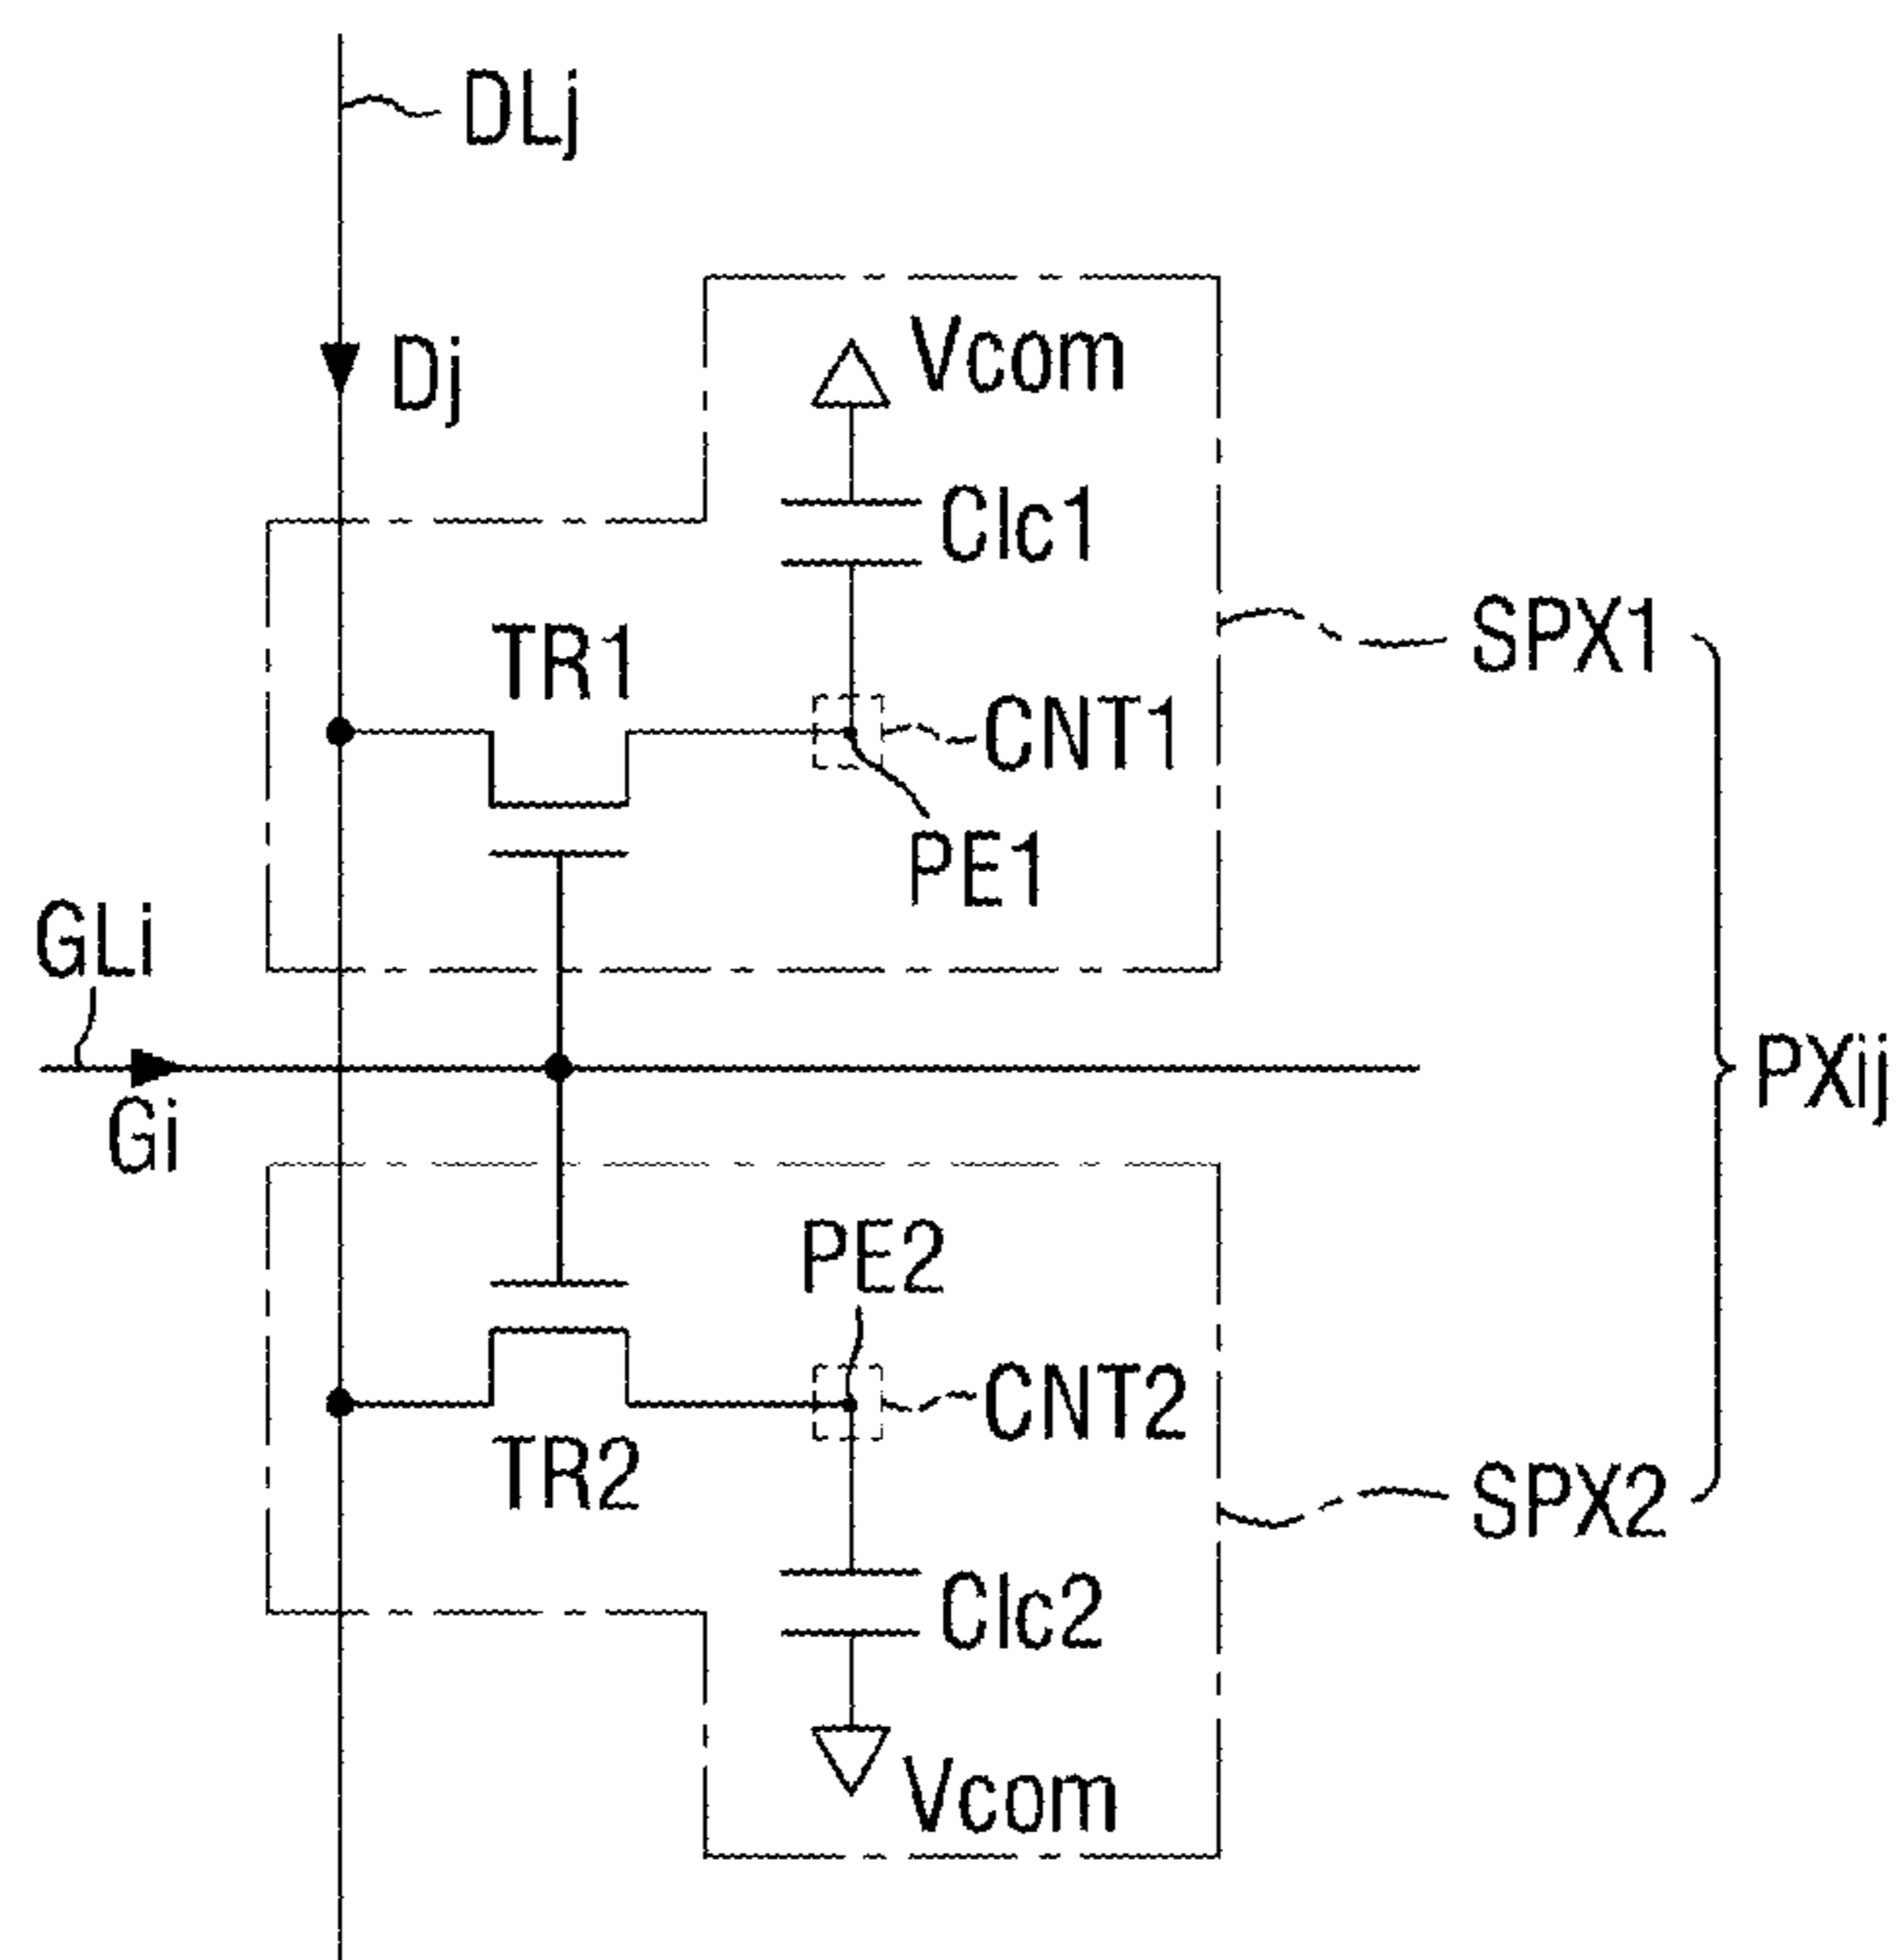 DLj
Dj
Vcom
Clc1
TR1
SPX1
CNT1
PE1
GLi
PXij
Gi
PE2
CNT2
TR2
SPX2
Clc2
Vcom